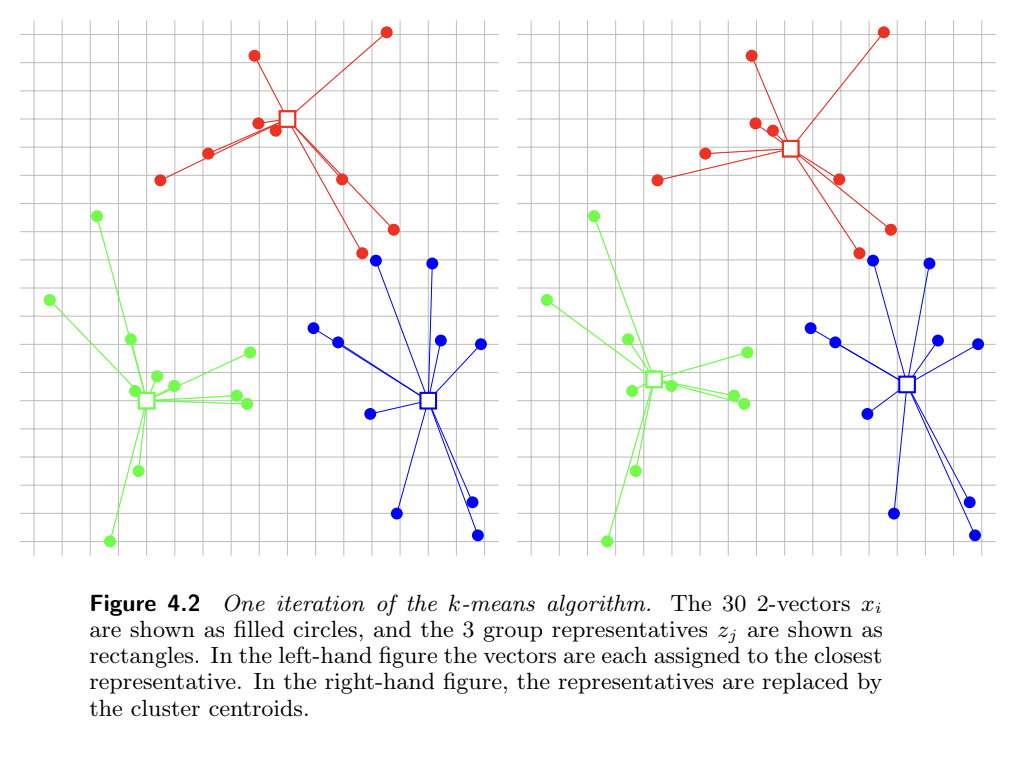 Figure 4.2 One iteration of the k-means algorithm. The 30 2-vectors xᵢ
are shown as filled circles, and the 3 group representatives zⱼ are shown as
rectangles. In the left-hand figure the vectors are each assigned to the closest
representative. In the right-hand figure, the representatives are replaced by
the cluster centroids.